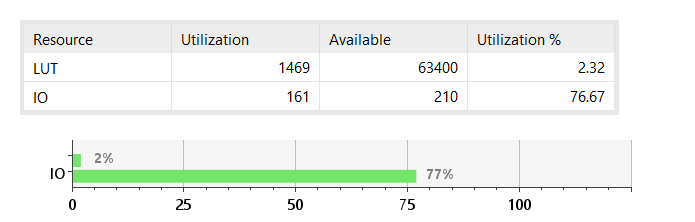 Resource Utilization Available Utilization %
LUT 1469 63400 2.32
IO 161 210 76.67
2%
IO 77%
0 25 50 75 100